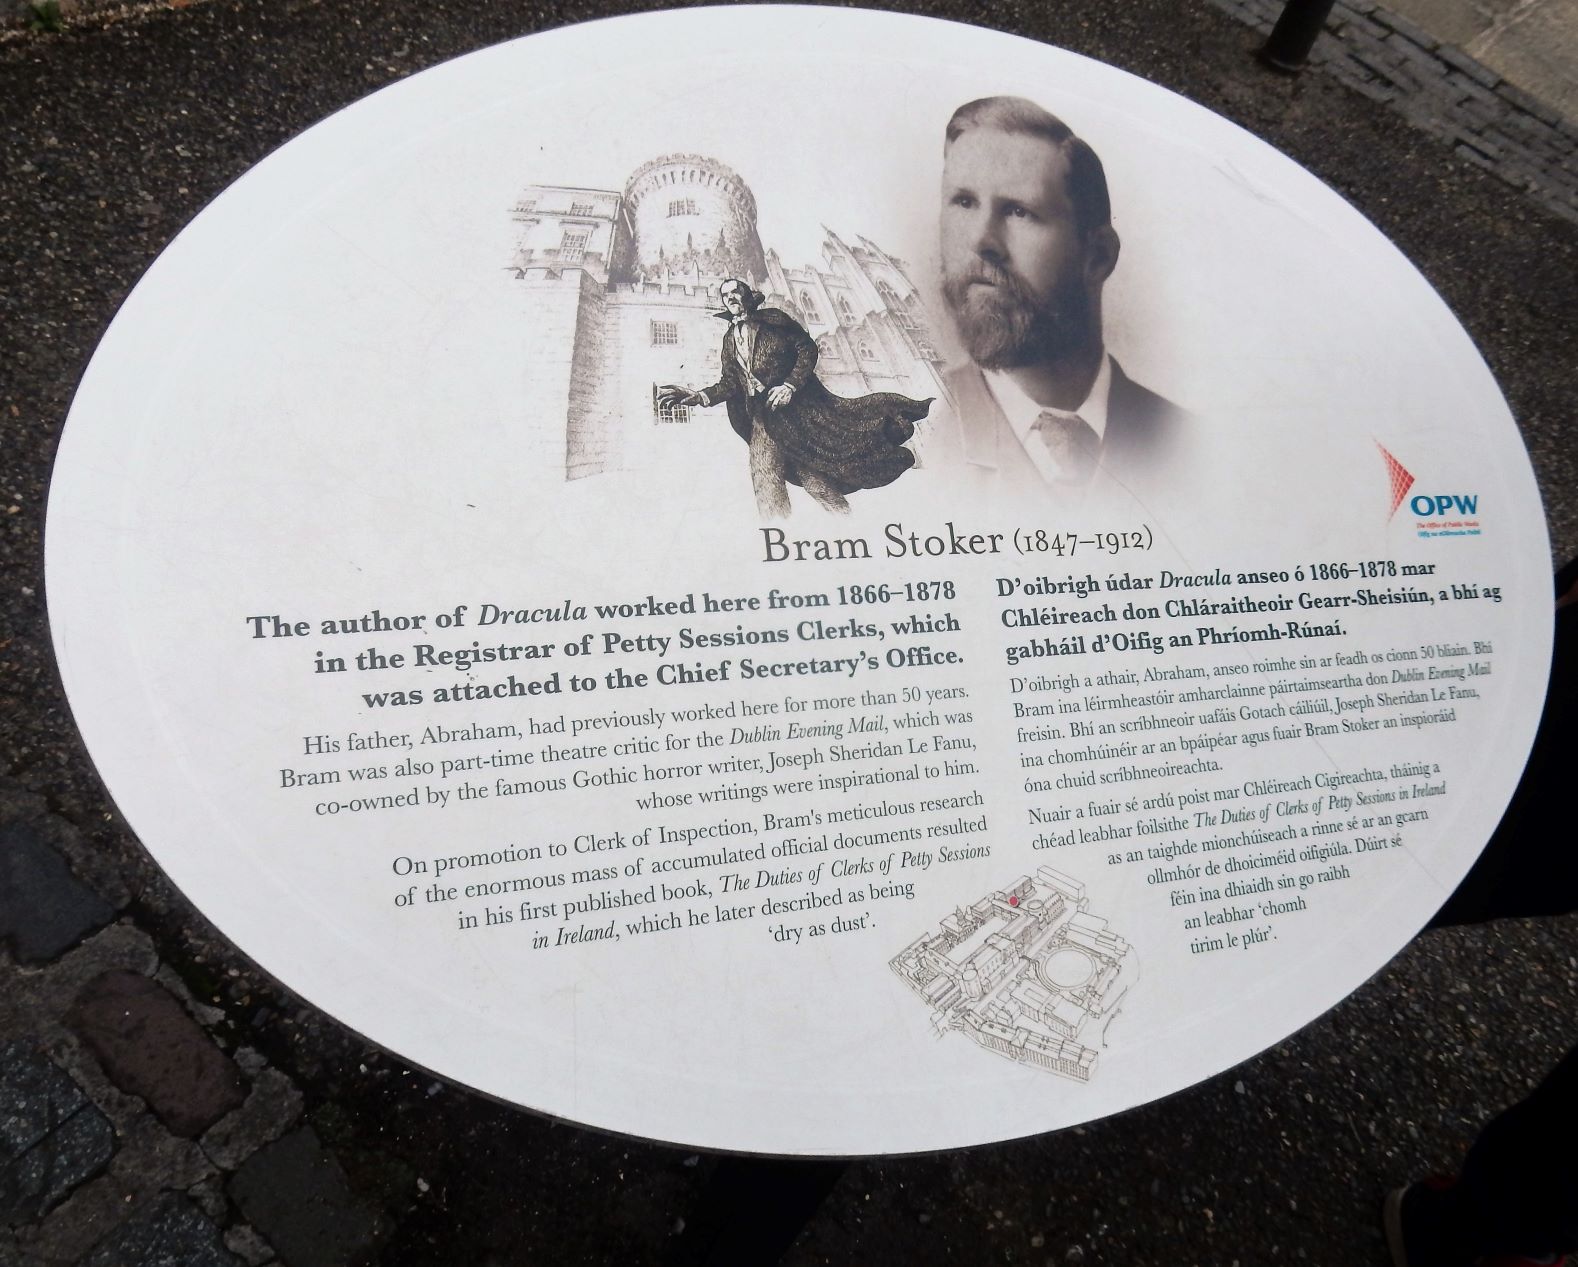 Bram Stoker (1847–1912)
The author of Dracula worked here from 1866–1878
in the Registrar of Petty Sessions Clerks, which
was attached to the Chief Secretary's Office.
His father, Abraham, had previously worked here for more than 50 years.
Bram was also part-time theatre critic for the Dublin Evening Mail, which was
co-owned by the famous Gothic horror writer, Joseph Sheridan Le Fanu,
whose writings were inspirational to him.
On promotion to Clerk of Inspection, Bram's meticulous research
of the enormous mass of accumulated official documents resulted
in his first published book, The Duties of Clerks of Petty Sessions
in Ireland, which he later described as being
‘dry as dust’.
D’oibrigh údar Dracula anseo ó 1866–1878 mar
Chléireach don Chláraitheoir Gearr-Sheisiún, a bhí ag
gabháil d’Oifig an Phríomh-Rúnaí.
D’oibrigh a athair, Abraham, anseo roimhe sin ar feadh os cionn 50 bliain. Bhí
Bram ina léirmheastóir amharclainne páirtaimseartha don Dublin Evening Mail
freisin. Bhí an scríbhneoir uafáis Gotach cáiliúil, Joseph Sheridan Le Fanu,
ina chomhúinéir ar an bpáipéar agus fuair Bram Stoker an inspioráid
óna chuid scríbhneoireachta.
Nuair a fuair sé ardú poist mar Chléireach Cigireachta, tháinig a
chéad leabhar foilsithe The Duties of Clerks of Petty Sessions in Ireland
as an taighde mionchúiseach a rinne sé ar an gcarn
ollmhór de dhoiciméid oifigiúla. Dúirt sé
féin ina dhiaidh sin go raibh
an leabhar ‘chomh
tirim le plúr’.
OPW
The Office of Public Works
Oifig na nOibreacha Poiblí